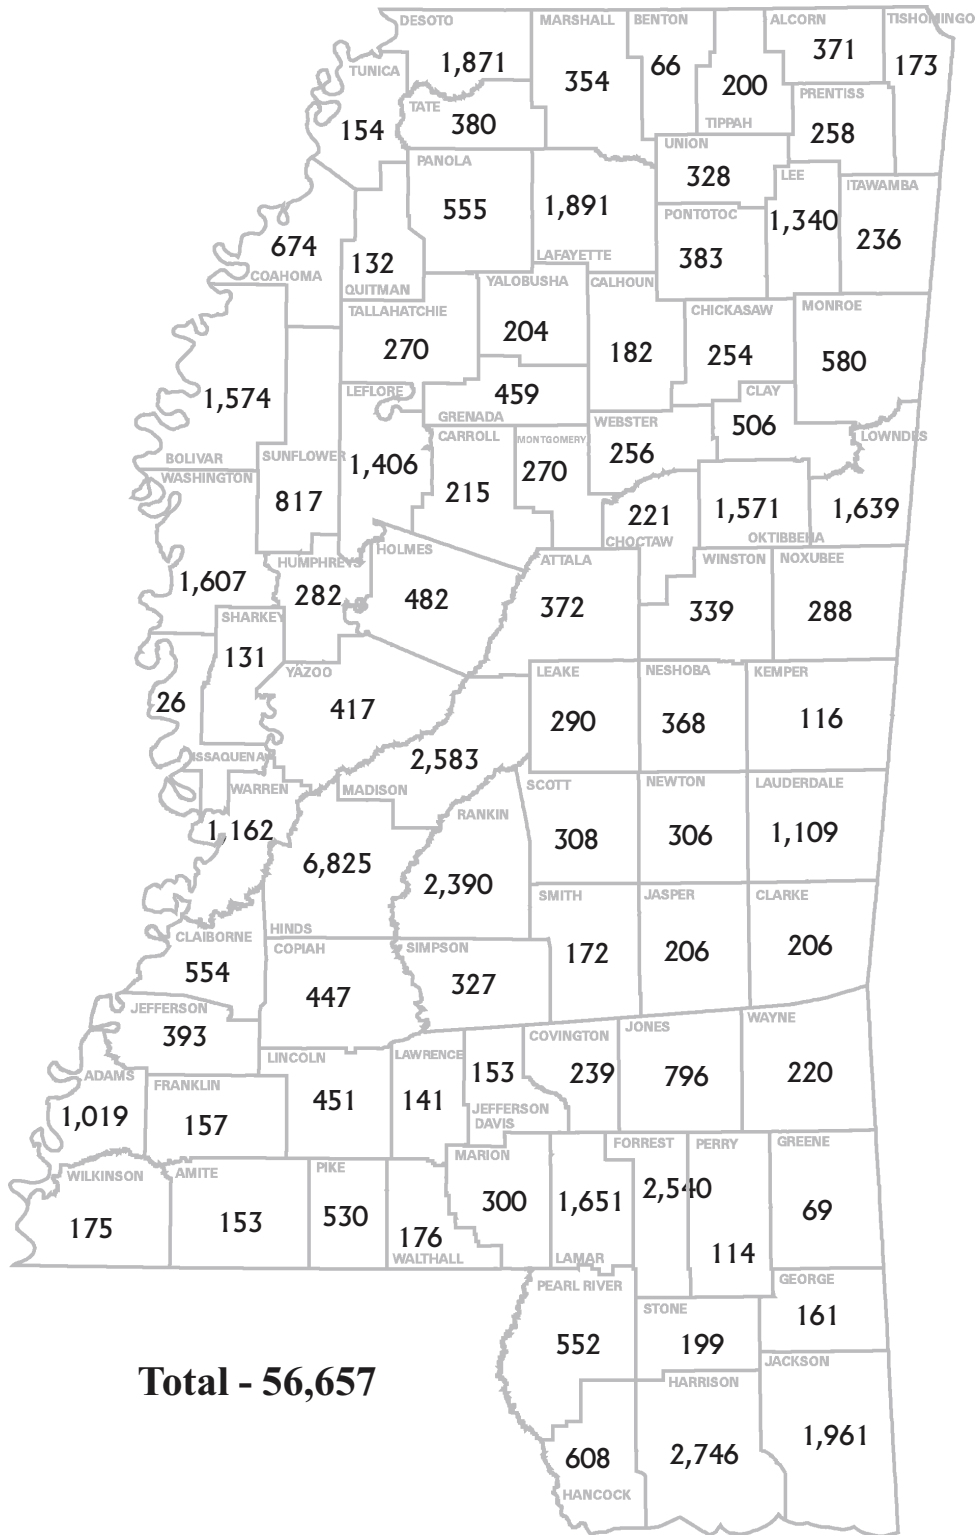 DESOTO
1,871
MARSHALL
354
BENTON
66
ALCORN
371
TISHOMINGO
173
TUNICA
154
TATE
380
200
TIPPAH
PRENTISS
258
PANOLA
555
1,891
LAFAYETTE
UNION
328
LEE
1,340
ITAWAMBA
236
674
COAHOMA
132
QUITMAN
PONTOTOC
383
TALLAHATCHIE
270
YALOBUSHA
204
CALHOUN
182
CHICKASAW
254
MONROE
580
1,574
BOLIVAR
LEFLORE
1,406
459
GRENADA
CLAY
506
SUNFLOWER
817
CARROLL
215
MONTGOMERY
270
WEBSTER
256
LOWNDES
1,639
WASHINGTON
1,607
221
CHOCTAW
1,571
OKTIBBEHA
HUMPHREYS
282
HOLMES
482
ATTALA
372
WINSTON
339
NOXUBEE
288
SHARKEY
131
26
ISSAQUENA
YAZOO
417
2,583
MADISON
LEAKE
290
NESHOBA
368
KEMPER
116
WARREN
1,162
6,825
HINDS
RANKIN
2,390
SCOTT
308
NEWTON
306
LAUDERDALE
1,109
CLAIBORNE
554
COPIAH
447
SIMPSON
327
SMITH
172
JASPER
206
CLARKE
206
JEFFERSON
393
LINCOLN
451
LAWRENCE
141
153
JEFFERSON
DAVIS
COVINGTON
239
JONES
796
WAYNE
220
ADAMS
1,019
FRANKLIN
157
WILKINSON
175
AMITE
153
PIKE
530
176
WALTHALL
MARION
300
1,651
LAMAR
FORREST
2,540
PERRY
114
GREENE
69
PEARL RIVER
552
STONE
199
GEORGE
161
Total - 56,657
608
HANCOCK
HARRISON
2,746
JACKSON
1,961